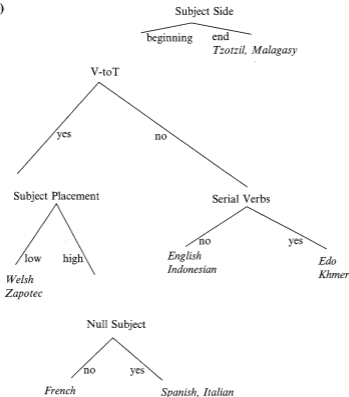 )
Subject Side
beginning end
Tzotzil, Malagasy
V-toT
yes no
Subject Placement Serial Verbs
low high no yes
English Edo
Indonesian Khmer
Welsh
Zapotec
Null Subject
no yes
French Spanish, Italian